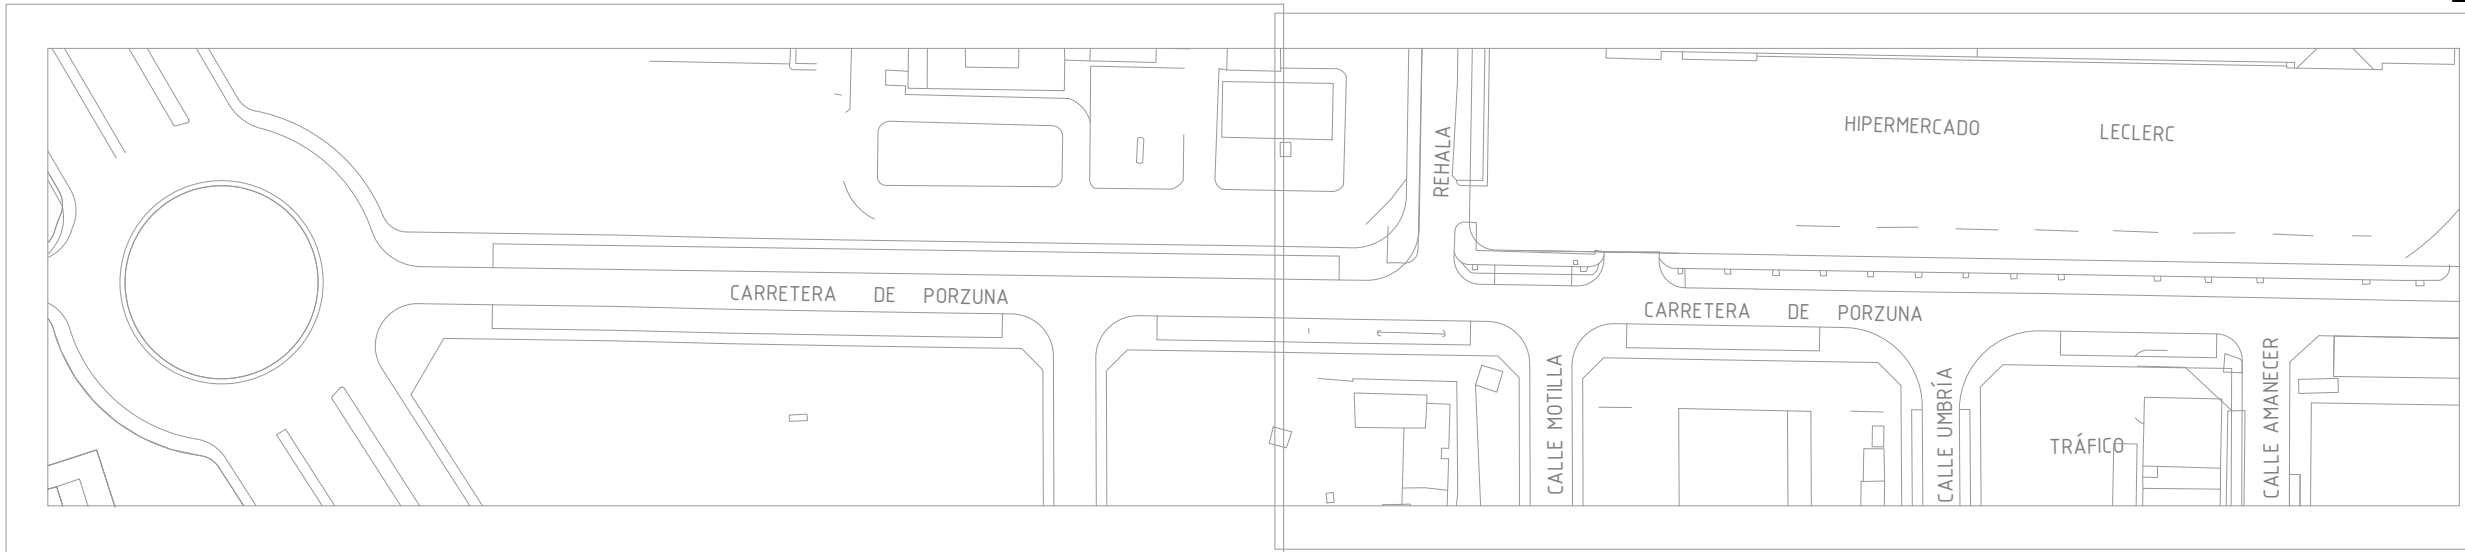 HIPERMERCADO LECLERC
REHALA
CARRETERA DE PORZUNA
CARRETERA DE PORZUNA
CALLE MOTILLA
CALLE UMBRÍA
TRÁFICO
CALLE AMANECER